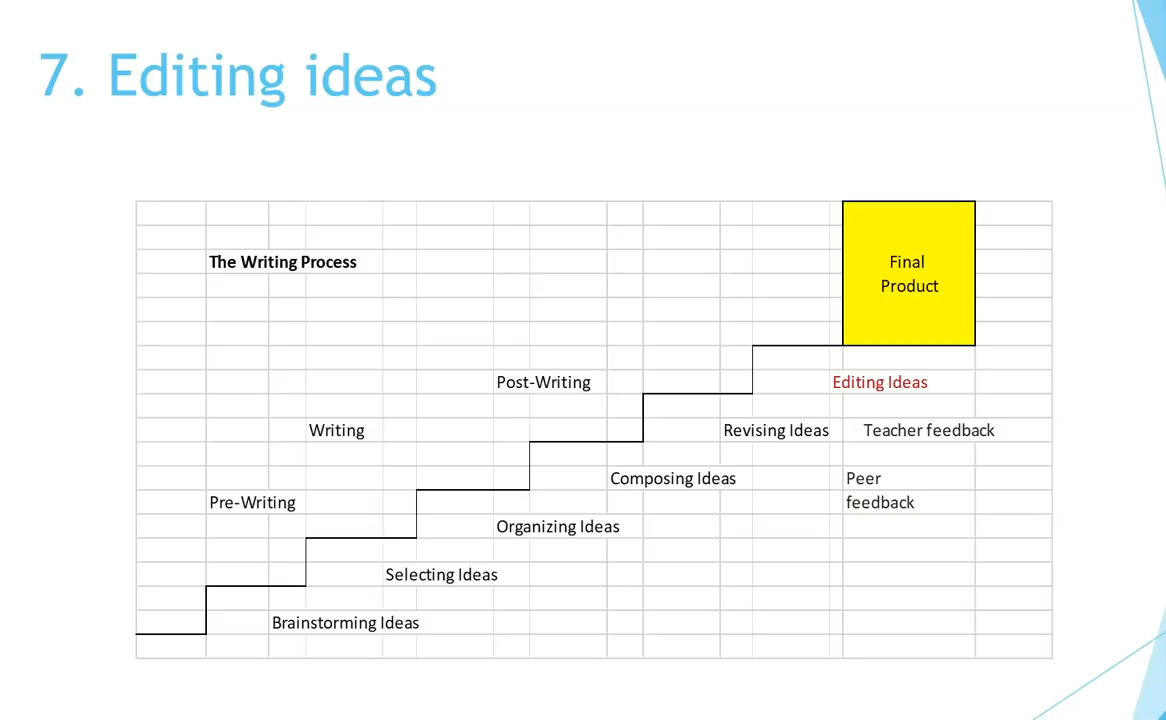 7. Editing ideas
The Writing Process
Final
Product
Post-Writing
Editing Ideas
Writing
Revising Ideas
Teacher feedback
Composing Ideas
Peer
feedback
Pre-Writing
Organizing Ideas
Selecting Ideas
Brainstorming Ideas